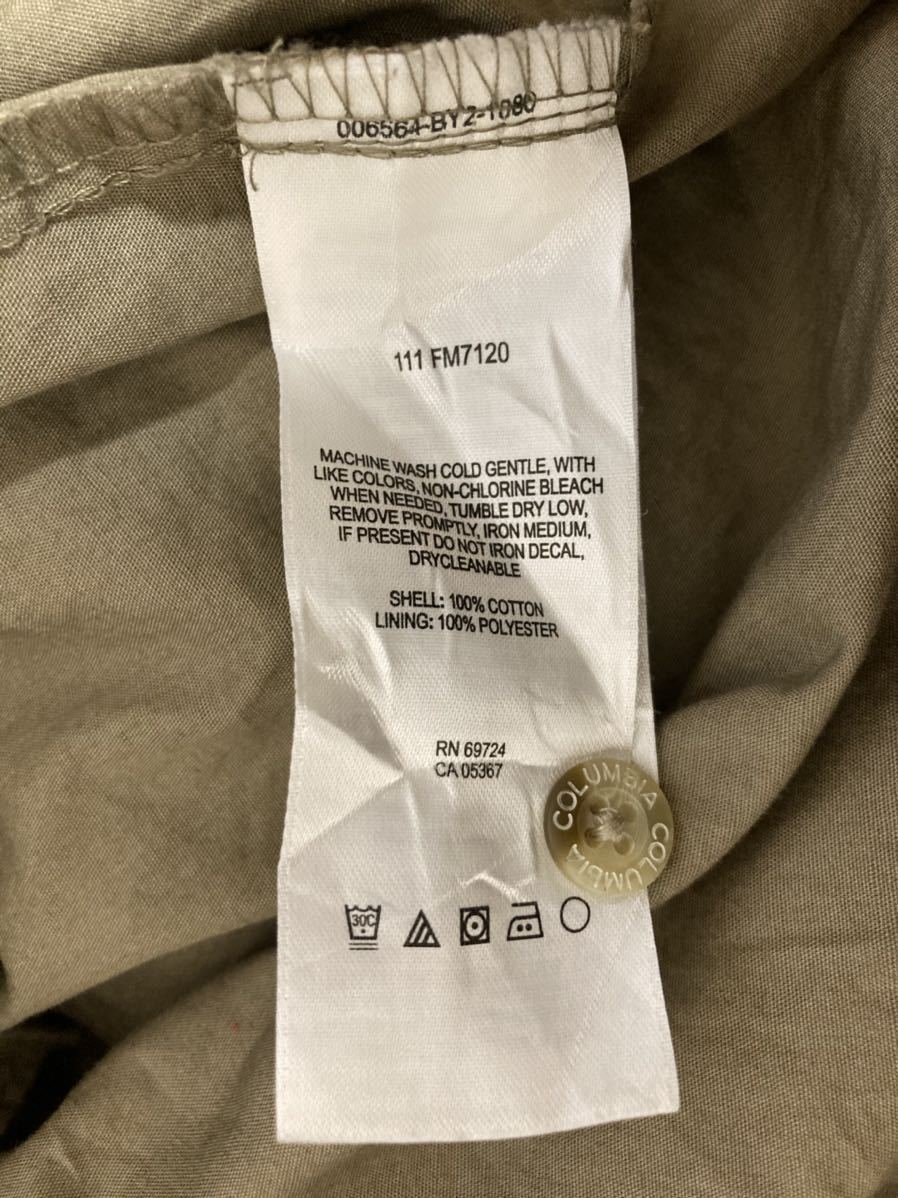 006564-BY2-1080
111 FM7120
MACHINE WASH COLD GENTLE, WITH
LIKE COLORS, NON-CHLORINE BLEACH
WHEN NEEDED, TUMBLE DRY LOW,
REMOVE PROMPTLY, IRON MEDIUM,
IF PRESENT DO NOT IRON DECAL,
DRYCLEANABLE
SHELL: 100% COTTON
LINING: 100% POLYESTER
RN 69724
CA 05367
COLUMBIA
COLUMBIA
30C